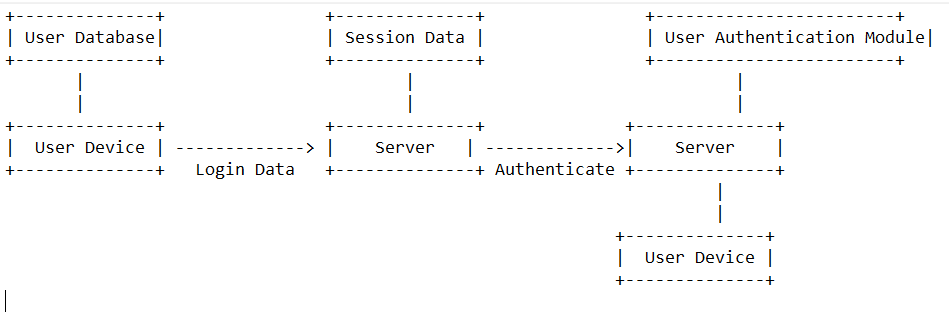 User Database Session Data User Authentication Module
User Device Server Server
Login Data Authenticate
User Device